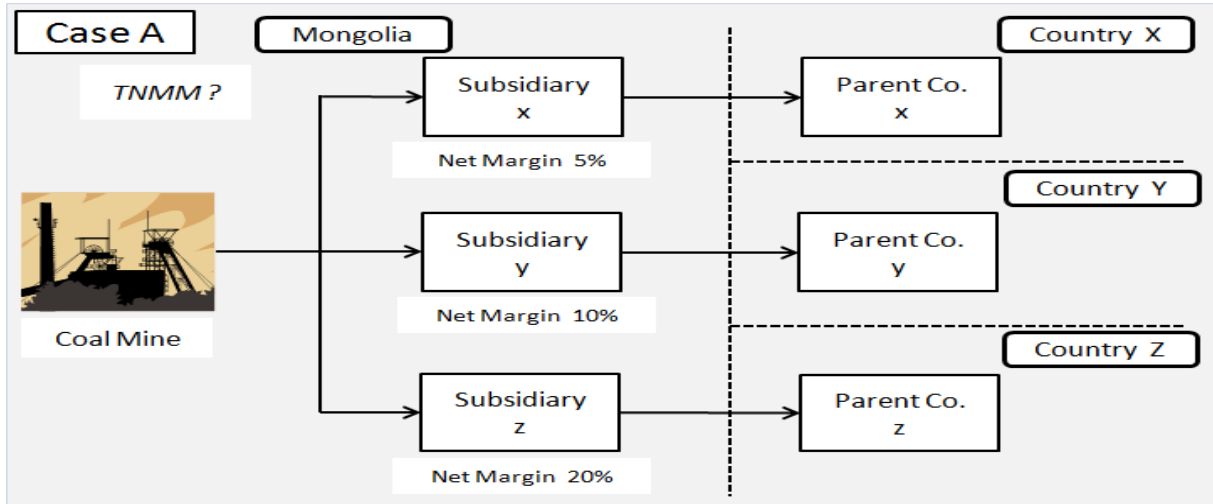 Case A
Mongolia
Country X
TNMM ?
Subsidiary
x
Parent Co.
x
Net Margin 5%
Country Y
Subsidiary
y
Parent Co.
y
Net Margin 10%
Coal Mine
Country Z
Subsidiary
z
Parent Co.
z
Net Margin 20%